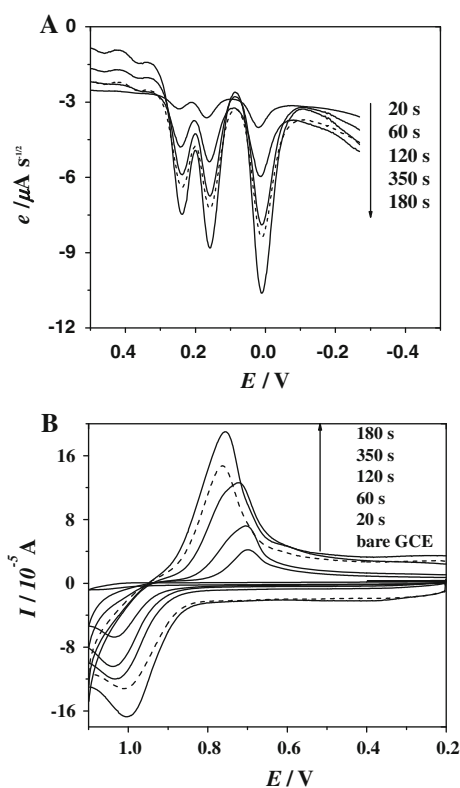 A
0
-3
-6
-9
-12
e /μA s^-1/2
20 s
60 s
120 s
350 s
180 s
0.4 0.2 0.0 -0.2 -0.4
E / V
B
16
8
0
-8
-16
I / 10^-5 A
180 s
350 s
120 s
60 s
20 s
bare GCE
1.0 0.8 0.6 0.4 0.2
E / V